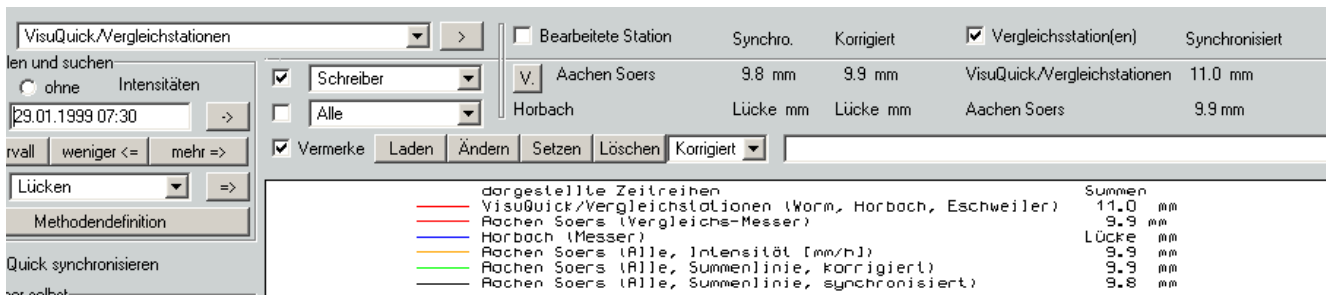 VisuQuick/Vergleichstationen > Bearbeitete Station Synchro. Korrigiert Vergleichsstation(en) Synchronisiert
len und suchen
ohne Intensitäten Schreiber V. Aachen Soers 9.8 mm 9.9 mm VisuQuick/Vergleichstationen 11.0 mm
29.01.1999 07:30 -> Alle Horbach Lücke mm Lücke mm Aachen Soers 9.9 mm
rvall weniger <= mehr => Vermerke Laden Ändern Setzen Löschen Korrigiert
Lücken =>
Methodendefinition
Quick synchronisieren
dargestellte Zeitreihen Summen
VisuQuick/Vergleichstationen (Worm, Horbach, Eschweiler) 11.0 mm
Aachen Soers (Vergleichs-Messer) 9.9 mm
Horbach (Messer) Lücke mm
Aachen Soers (Alle, Intensität [mm/h]) 9.9 mm
Aachen Soers (Alle, Summenlinie, korrigiert) 9.9 mm
Aachen Soers (Alle, Summenlinie, synchronisiert) 9.8 mm